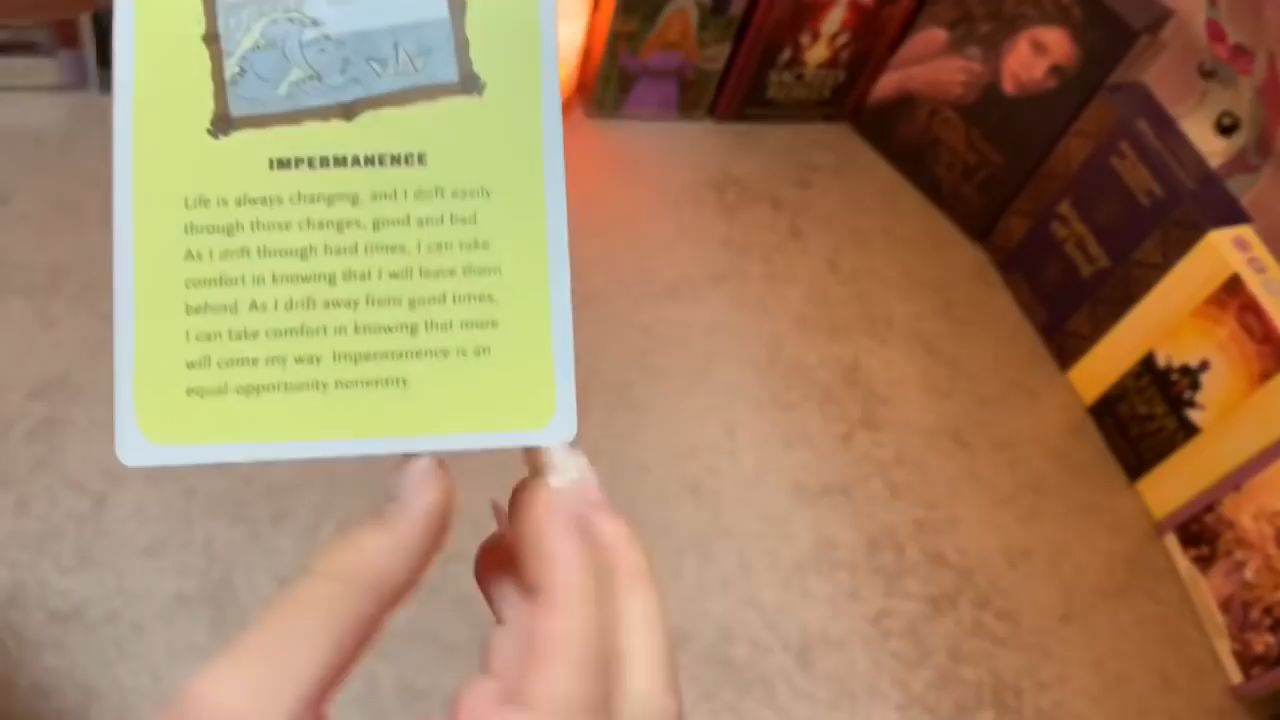 IMPERMANENCE
Life is always changing, and I drift easily
through those changes, good and bad.
As I drift through hard times, I can take
comfort in knowing that I will leave them
behind. As I drift away from good times,
I can take comfort in knowing that more
will come my way. Impermanence is an
equal-opportunity nonentity.
SACRED